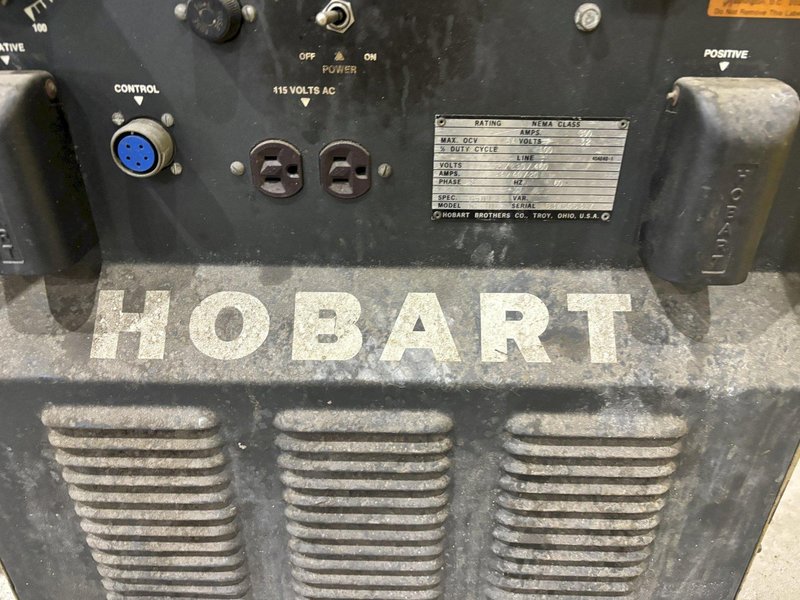 100
ATIVE
OFF ON
POWER
POSITIVE
Do Not Remove This Label
CONTROL
115 VOLTS AC
RATING NEMA CLASS
AMPS.
MAX. OCV VOLTS
% DUTY CYCLE
LINE
VOLTS
AMPS.
PHASE HZ
SPEC. VAR.
MODEL SERIAL
HOBART BROTHERS CO., TROY, OHIO, U.S.A.
HOBART
HOBART